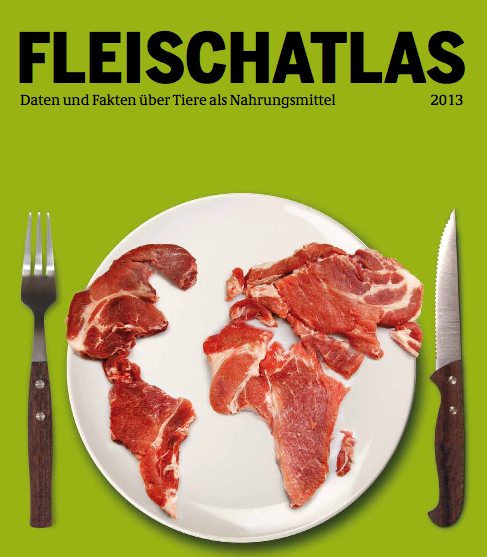 FLEISCHATLAS
Daten und Fakten über Tiere als Nahrungsmittel 2013